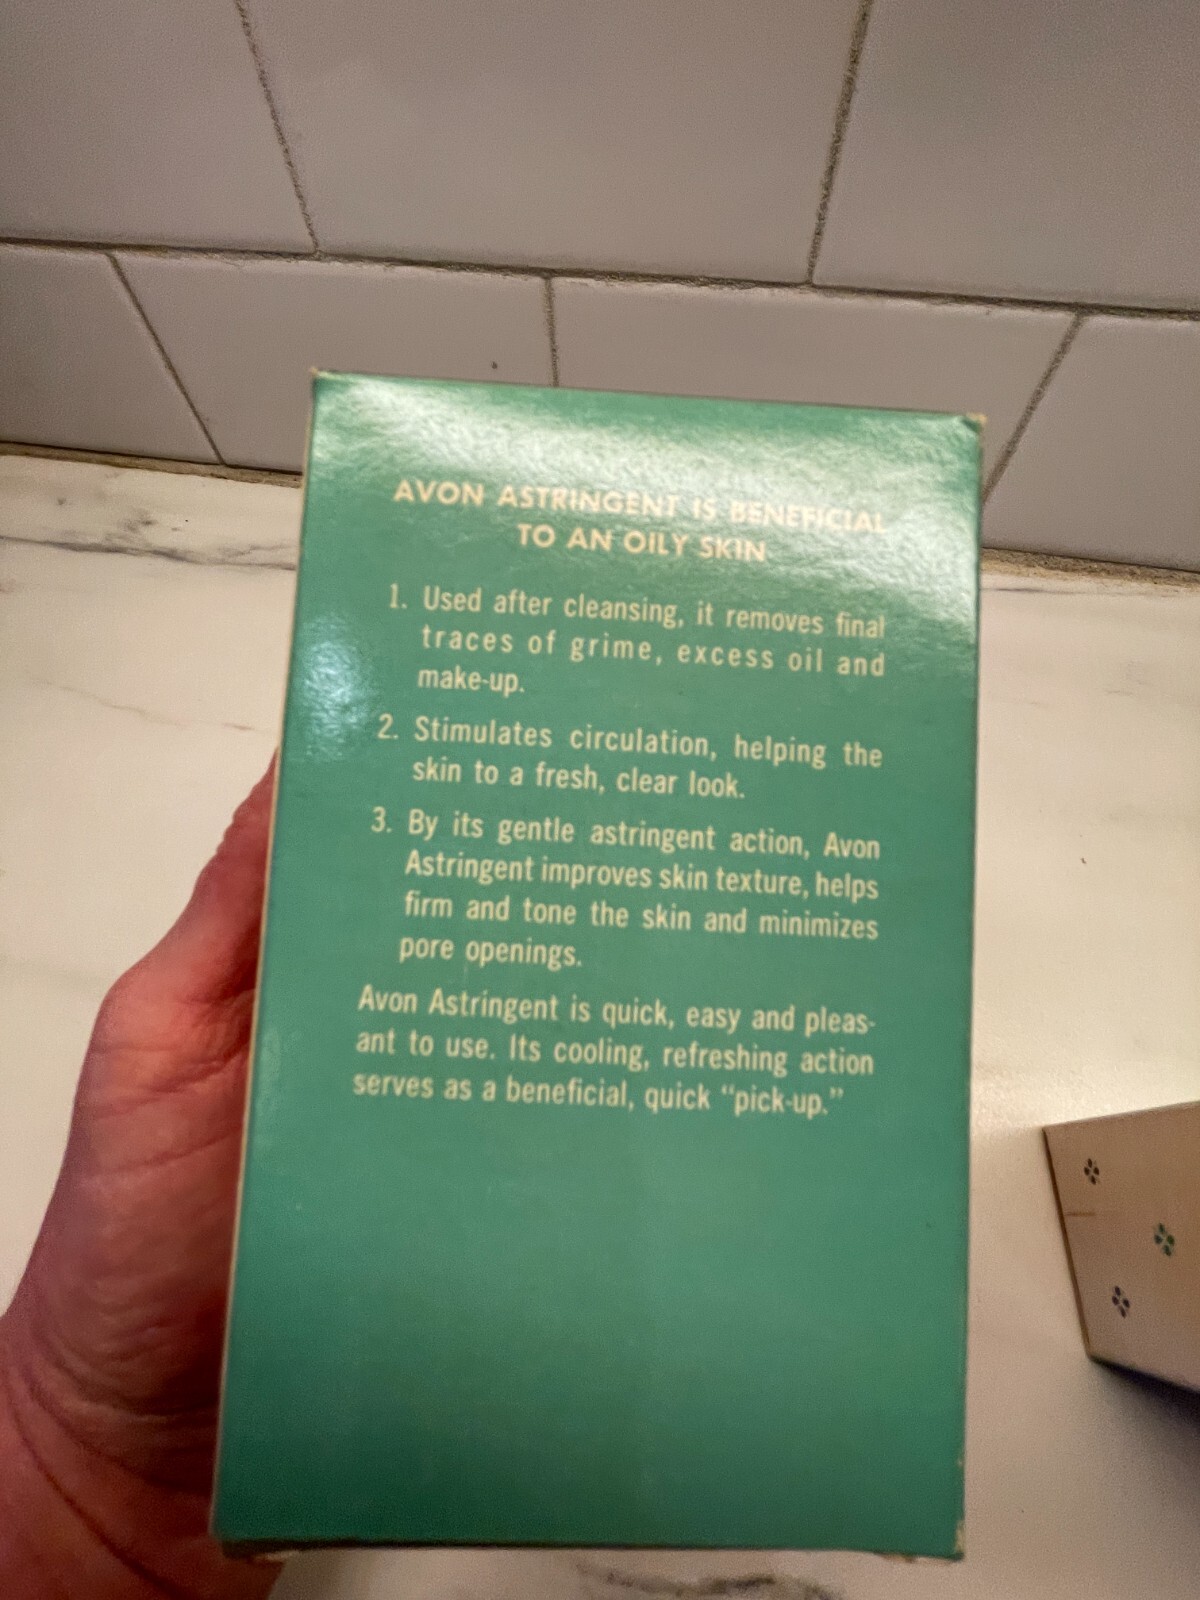 AVON ASTRINGENT IS BENEFICIAL
TO AN OILY SKIN
1. Used after cleansing, it removes final
traces of grime, excess oil and
make-up.
2. Stimulates circulation, helping the
skin to a fresh, clear look.
3. By its gentle astringent action, Avon
Astringent improves skin texture, helps
firm and tone the skin and minimizes
pore openings.
Avon Astringent is quick, easy and pleas-
ant to use. Its cooling, refreshing action
serves as a beneficial, quick “pick-up.”